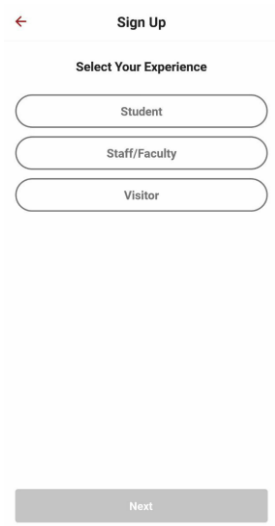 Sign Up
Select Your Experience
Student
Staff/Faculty
Visitor
Next